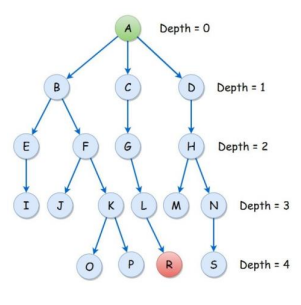 A Depth = 0
B C D Depth = 1
E F G H Depth = 2
I J K L M N Depth = 3
O P R S Depth = 4